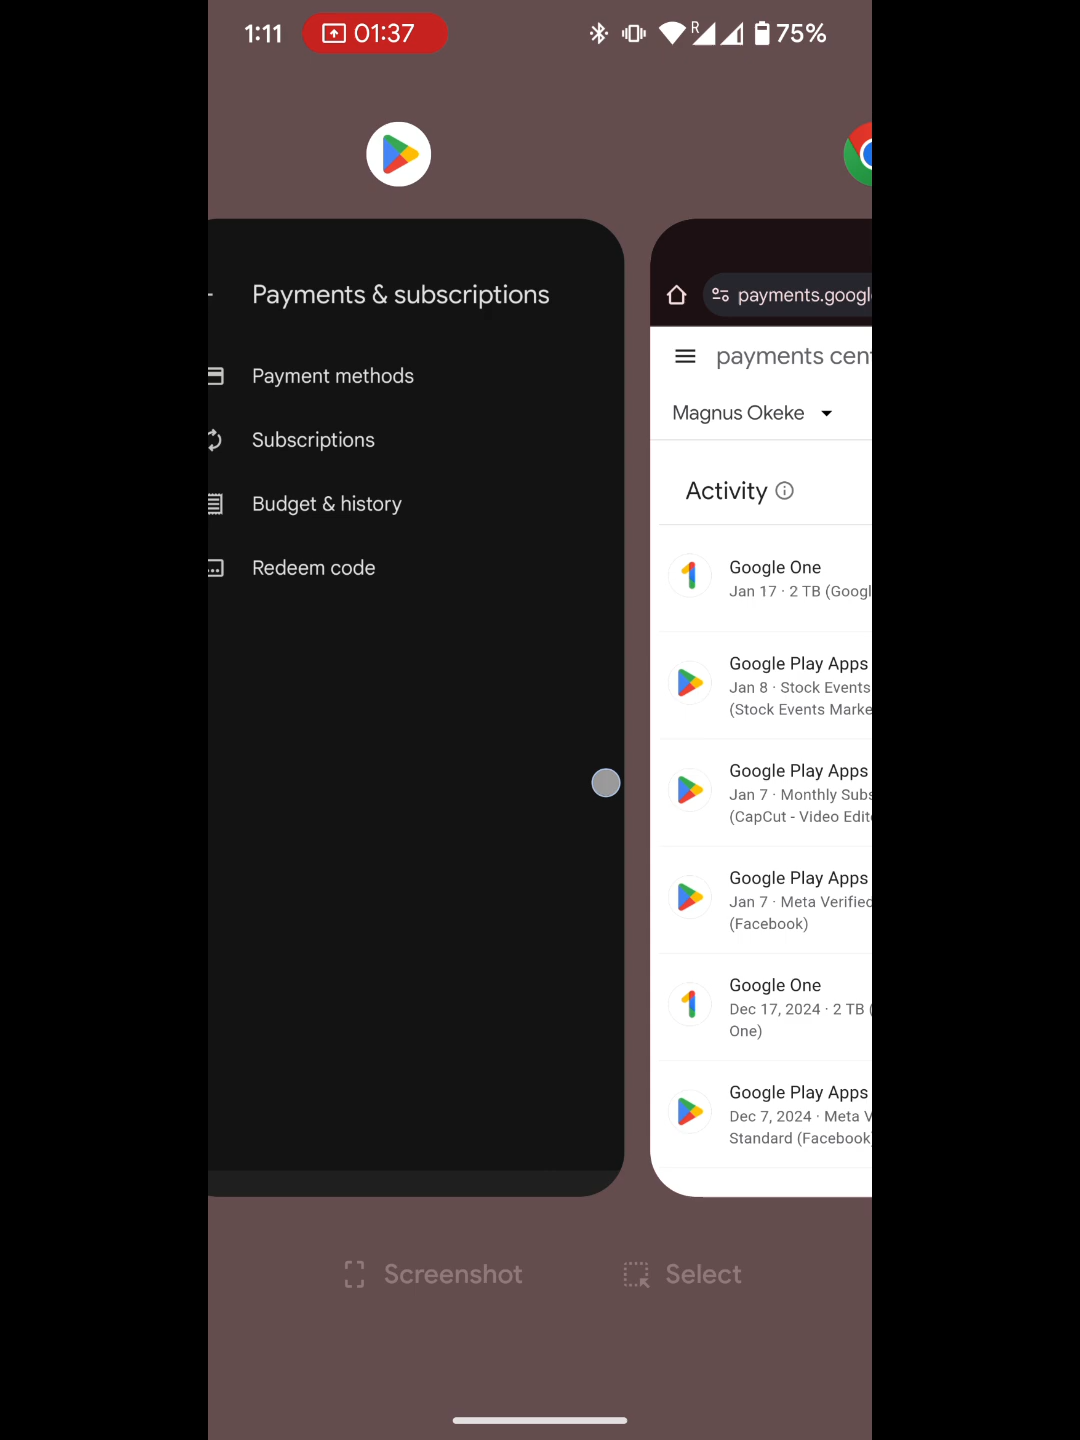 1:11
01:37
R
75%
Payments & subscriptions
Payment methods
Subscriptions
Budget & history
Redeem code
payments.googl
payments cen
Magnus Okeke
Activity
Google One
Jan 17 · 2 TB (Googl
Google Play Apps
Jan 8 · Stock Events
(Stock Events Marke
Google Play Apps
Jan 7 · Monthly Subs
(CapCut - Video Edit
Google Play Apps
Jan 7 · Meta Verified
(Facebook)
Google One
Dec 17, 2024 · 2 TB (
One)
Google Play Apps
Dec 7, 2024 · Meta V
Standard (Facebook
Screenshot
Select